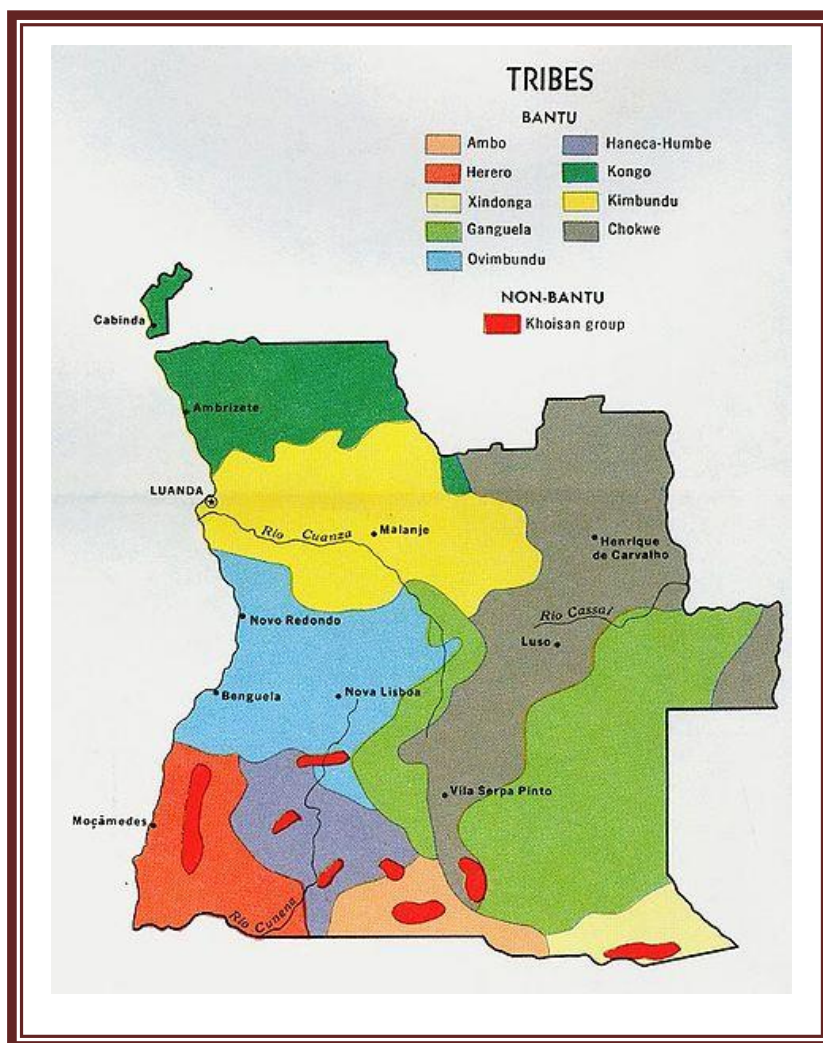 TRIBES
BANTU
Ambo
Haneca-Humbe
Herero
Kongo
Xindonga
Kimbundu
Ganguela
Chokwe
Ovimbundu
NON-BANTU
Khoisan group
Cabinda
Ambrizete
LUANDA
Rio Cuanza
Malanje
Henrique
de Carvalho
Novo Redondo
Rio Cassai
Luso
Benguela
Nova Lisboa
Vila Serpa Pinto
Moçâmedes
Rio Cunena